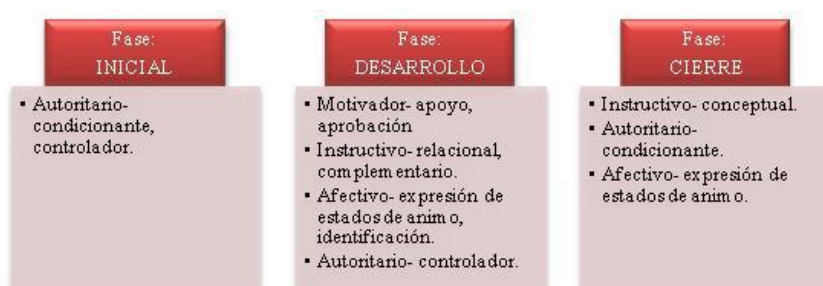 Fase:
INICIAL
▪ Autoritario-
condicionante,
controlador.
Fase:
DESARROLLO
▪ Motivador- apoyo,
aprobación
▪ Instructivo- relacional,
complementario.
▪ Afectivo- expresión de
estados de animo,
identificación.
▪ Autoritario- controlador.
Fase:
CIERRE
▪ Instructivo- conceptual.
▪ Autoritario-
condicionante.
▪ Afectivo- expresión de
estados de animo.